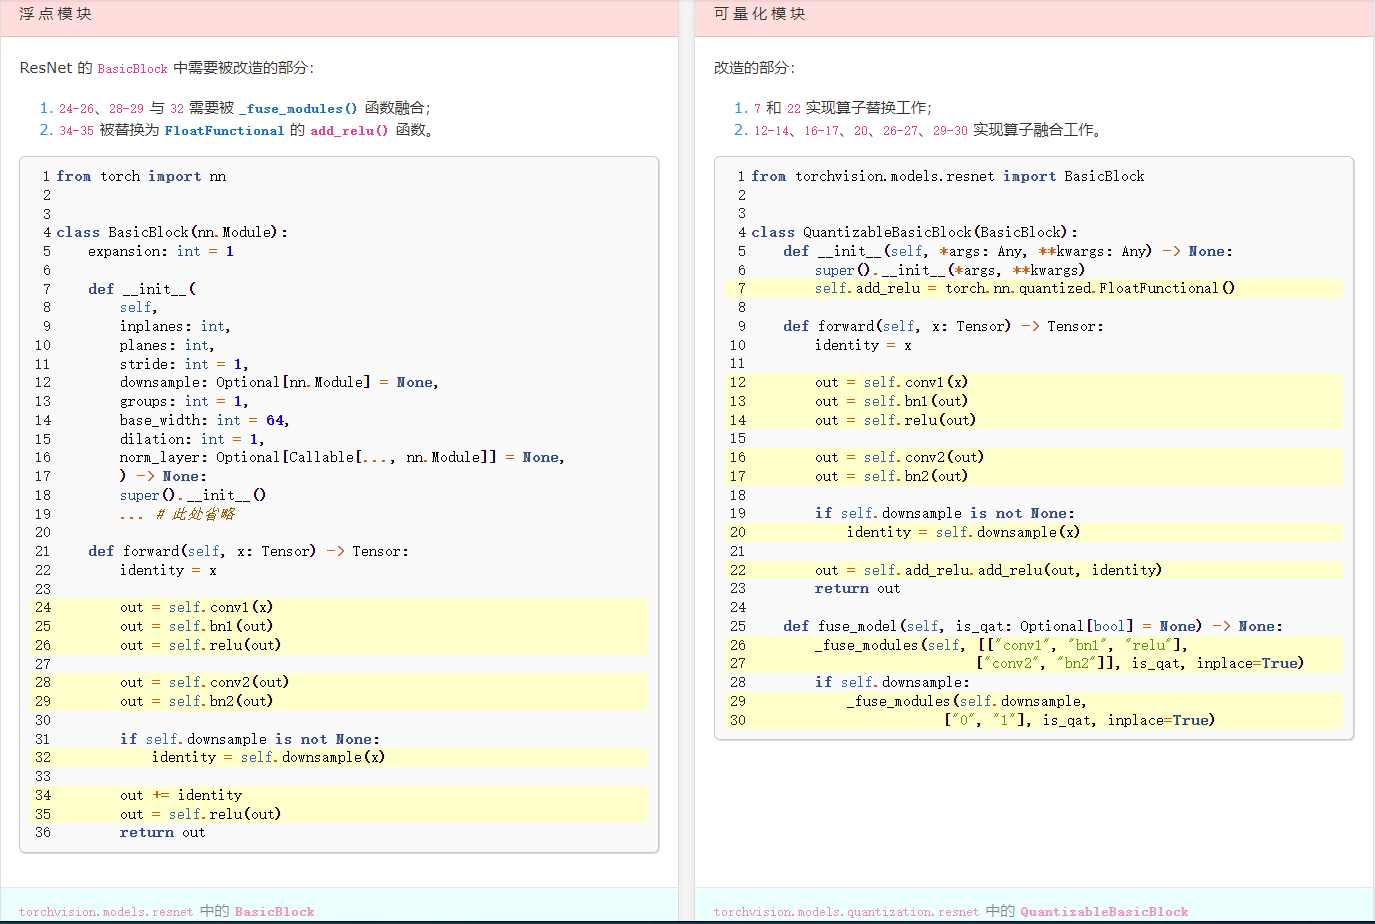 浮点模块
ResNet 的 BasicBlock 中需要被改造的部分：
1. 24-26、28-29 与 32 需要被 _fuse_modules() 函数融合；
2. 34-35 被替换为 FloatFunctional 的 add_relu() 函数。
1 from torch import nn
2
3
4 class BasicBlock(nn.Module):
5     expansion: int = 1
6
7     def __init__(
8         self,
9         inplanes: int,
10         planes: int,
11         stride: int = 1,
12         downsample: Optional[nn.Module] = None,
13         groups: int = 1,
14         base_width: int = 64,
15         dilation: int = 1,
16         norm_layer: Optional[Callable[..., nn.Module]] = None,
17         ) -> None:
18         super().__init__()
19         ... # 此处省略
20
21     def forward(self, x: Tensor) -> Tensor:
22         identity = x
23
24         out = self.conv1(x)
25         out = self.bn1(out)
26         out = self.relu(out)
27
28         out = self.conv2(out)
29         out = self.bn2(out)
30
31         if self.downsample is not None:
32             identity = self.downsample(x)
33
34         out += identity
35         out = self.relu(out)
36         return out
torchvision.models.resnet 中的 BasicBlock
可量化模块
改造的部分：
1. 7 和 22 实现算子替换工作；
2. 12-14、16-17、20、26-27、29-30 实现算子融合工作。
1 from torchvision.models.resnet import BasicBlock
2
3
4 class QuantizableBasicBlock(BasicBlock):
5     def __init__(self, *args: Any, **kwargs: Any) -> None:
6         super().__init__(*args, **kwargs)
7         self.add_relu = torch.nn.quantized.FloatFunctional()
8
9     def forward(self, x: Tensor) -> Tensor:
10         identity = x
11
12         out = self.conv1(x)
13         out = self.bn1(out)
14         out = self.relu(out)
15
16         out = self.conv2(out)
17         out = self.bn2(out)
18
19         if self.downsample is not None:
20             identity = self.downsample(x)
21
22         out = self.add_relu.add_relu(out, identity)
23         return out
24
25     def fuse_model(self, is_qat: Optional[bool] = None) -> None:
26         _fuse_modules(self, [["conv1", "bn1", "relu"],
27                             ["conv2", "bn2"]], is_qat, inplace=True)
28         if self.downsample:
29             _fuse_modules(self.downsample,
30                         ["0", "1"], is_qat, inplace=True)
torchvision.models.quantization.resnet 中的 QuantizableBasicBlock